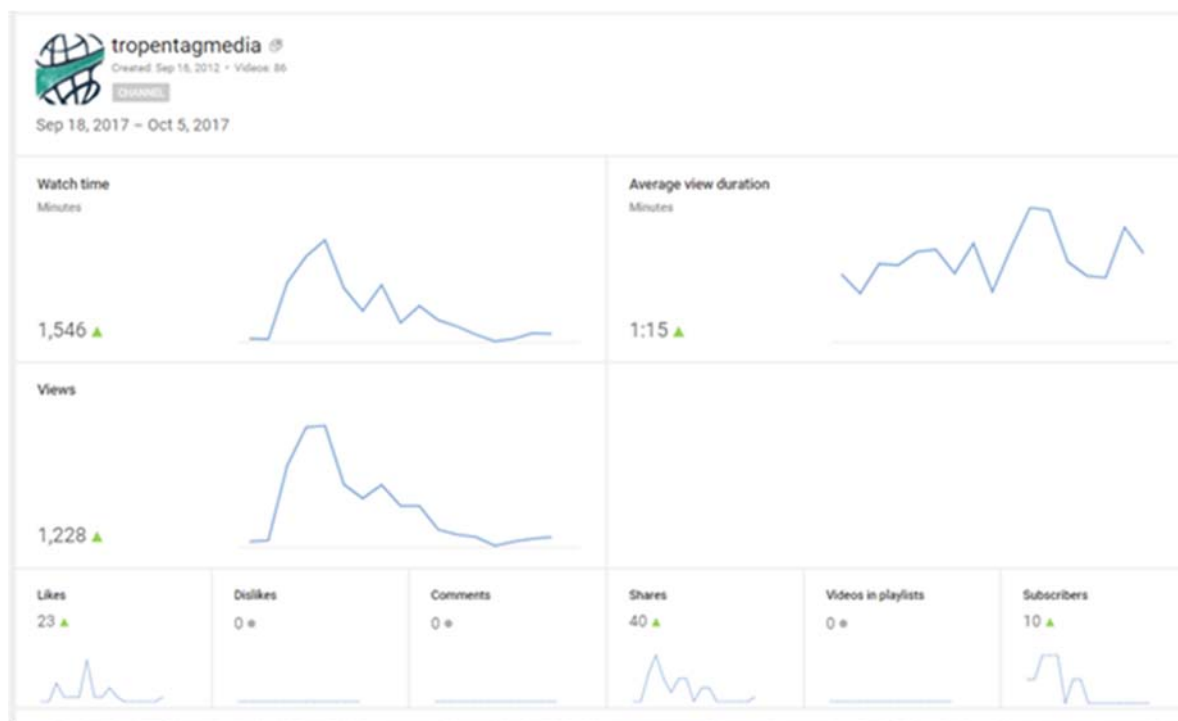 tropentagmedia
Created: Sep 16, 2012 • Videos: 86
CHANNEL
Sep 18, 2017 – Oct 5, 2017
Watch time
Minutes
1,546
Average view duration
Minutes
1:15
Views
1,228
Likes
23
Dislikes
0
Comments
0
Shares
40
Videos in playlists
0
Subscribers
10